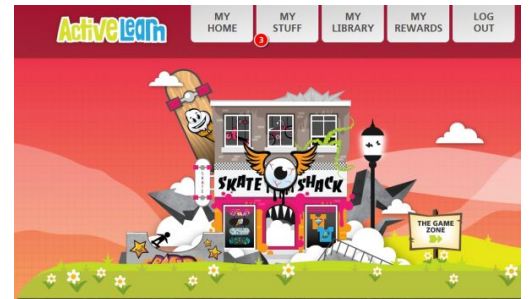 ActiveLearn
MY HOME
MY STUFF
3
MY LIBRARY
MY REWARDS
LOG OUT
SKATE SHACK
THE GAME ZONE